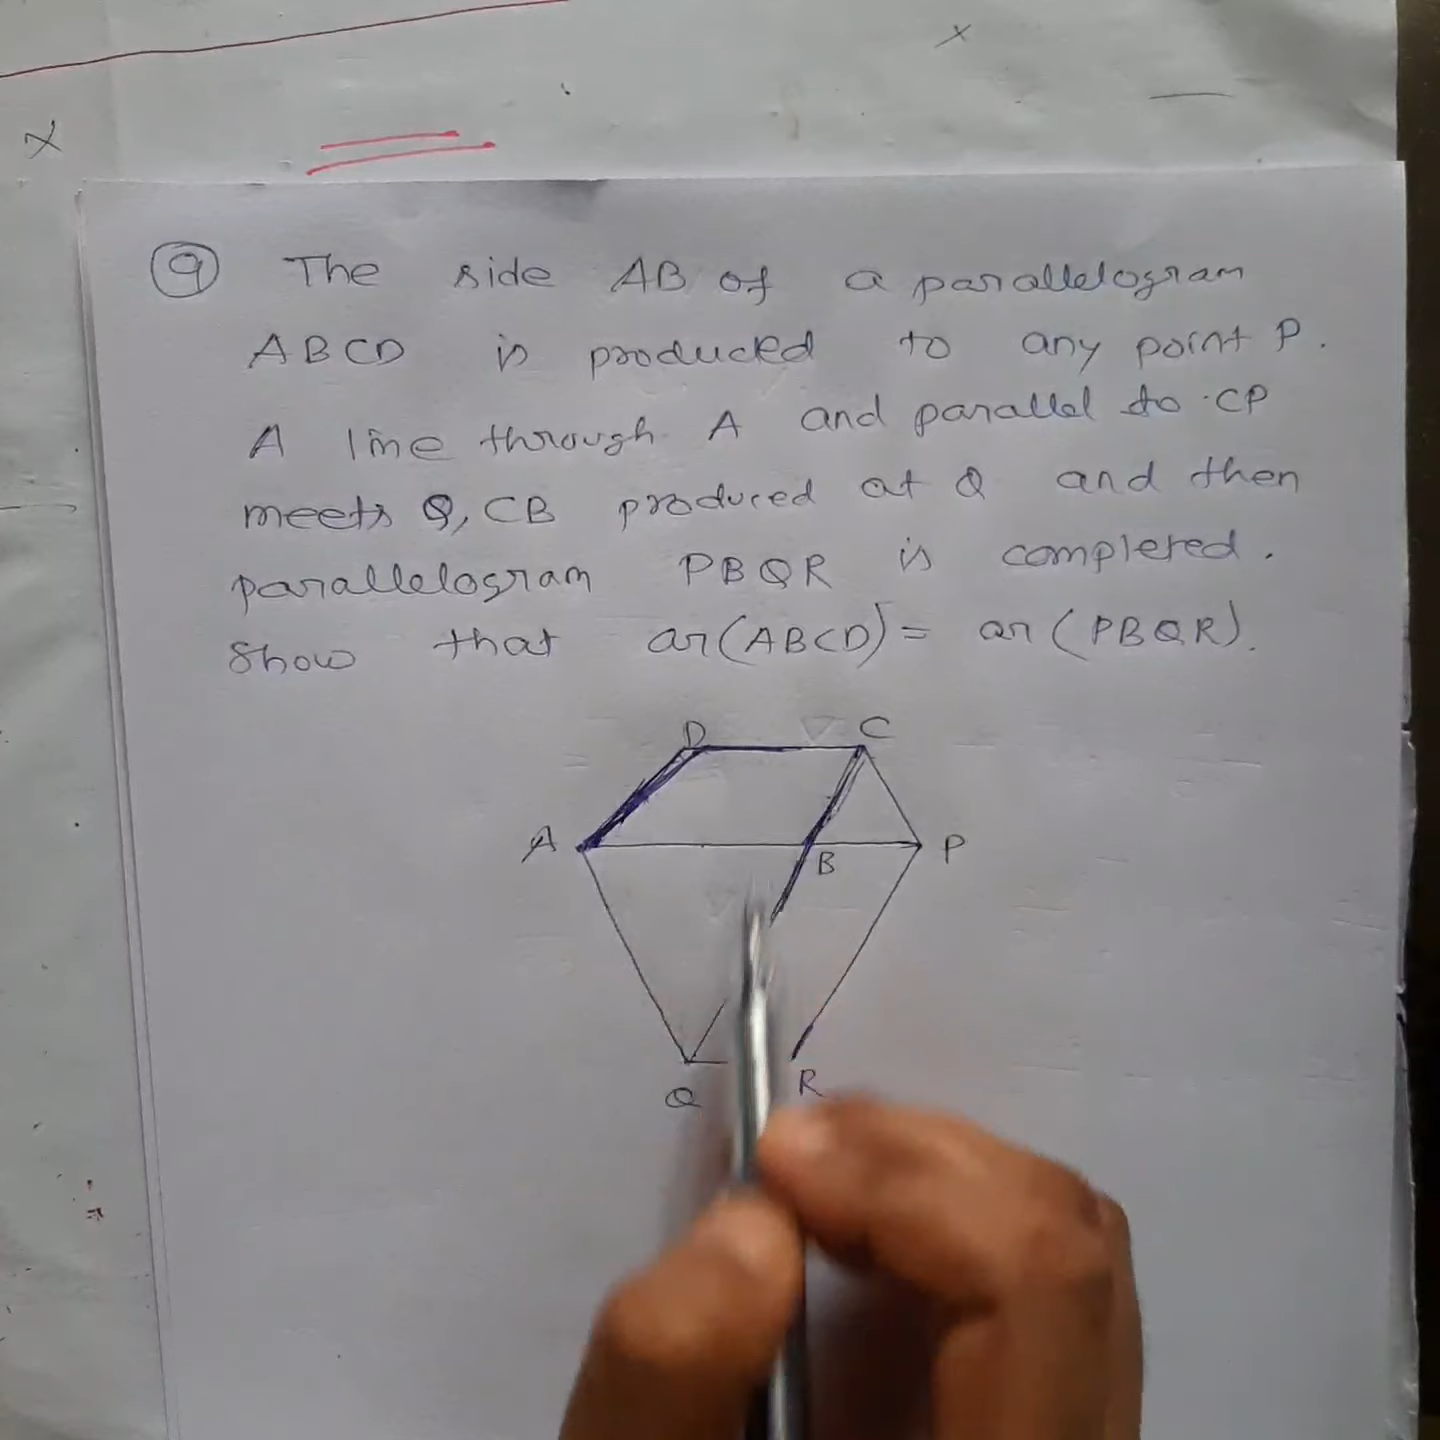 9 The side AB of a parallelogram
ABCD is produced to any point P.
A line through A and parallel to CP
meets Q, CB produced at Q and then
parallelogram PBQR is completed.
Show that ar(ABCD) = ar(PBQR).
D C
A B P
Q R